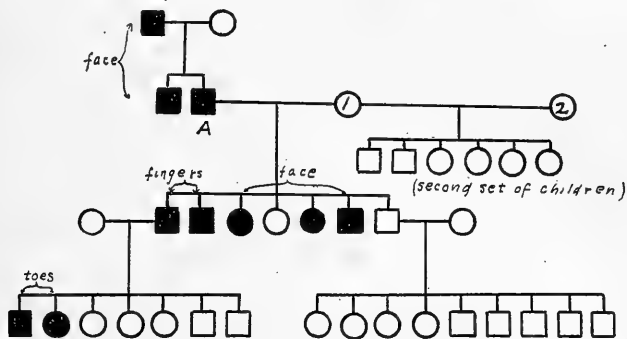 face
A
1
2
fingers
face
(second set of children)
toes